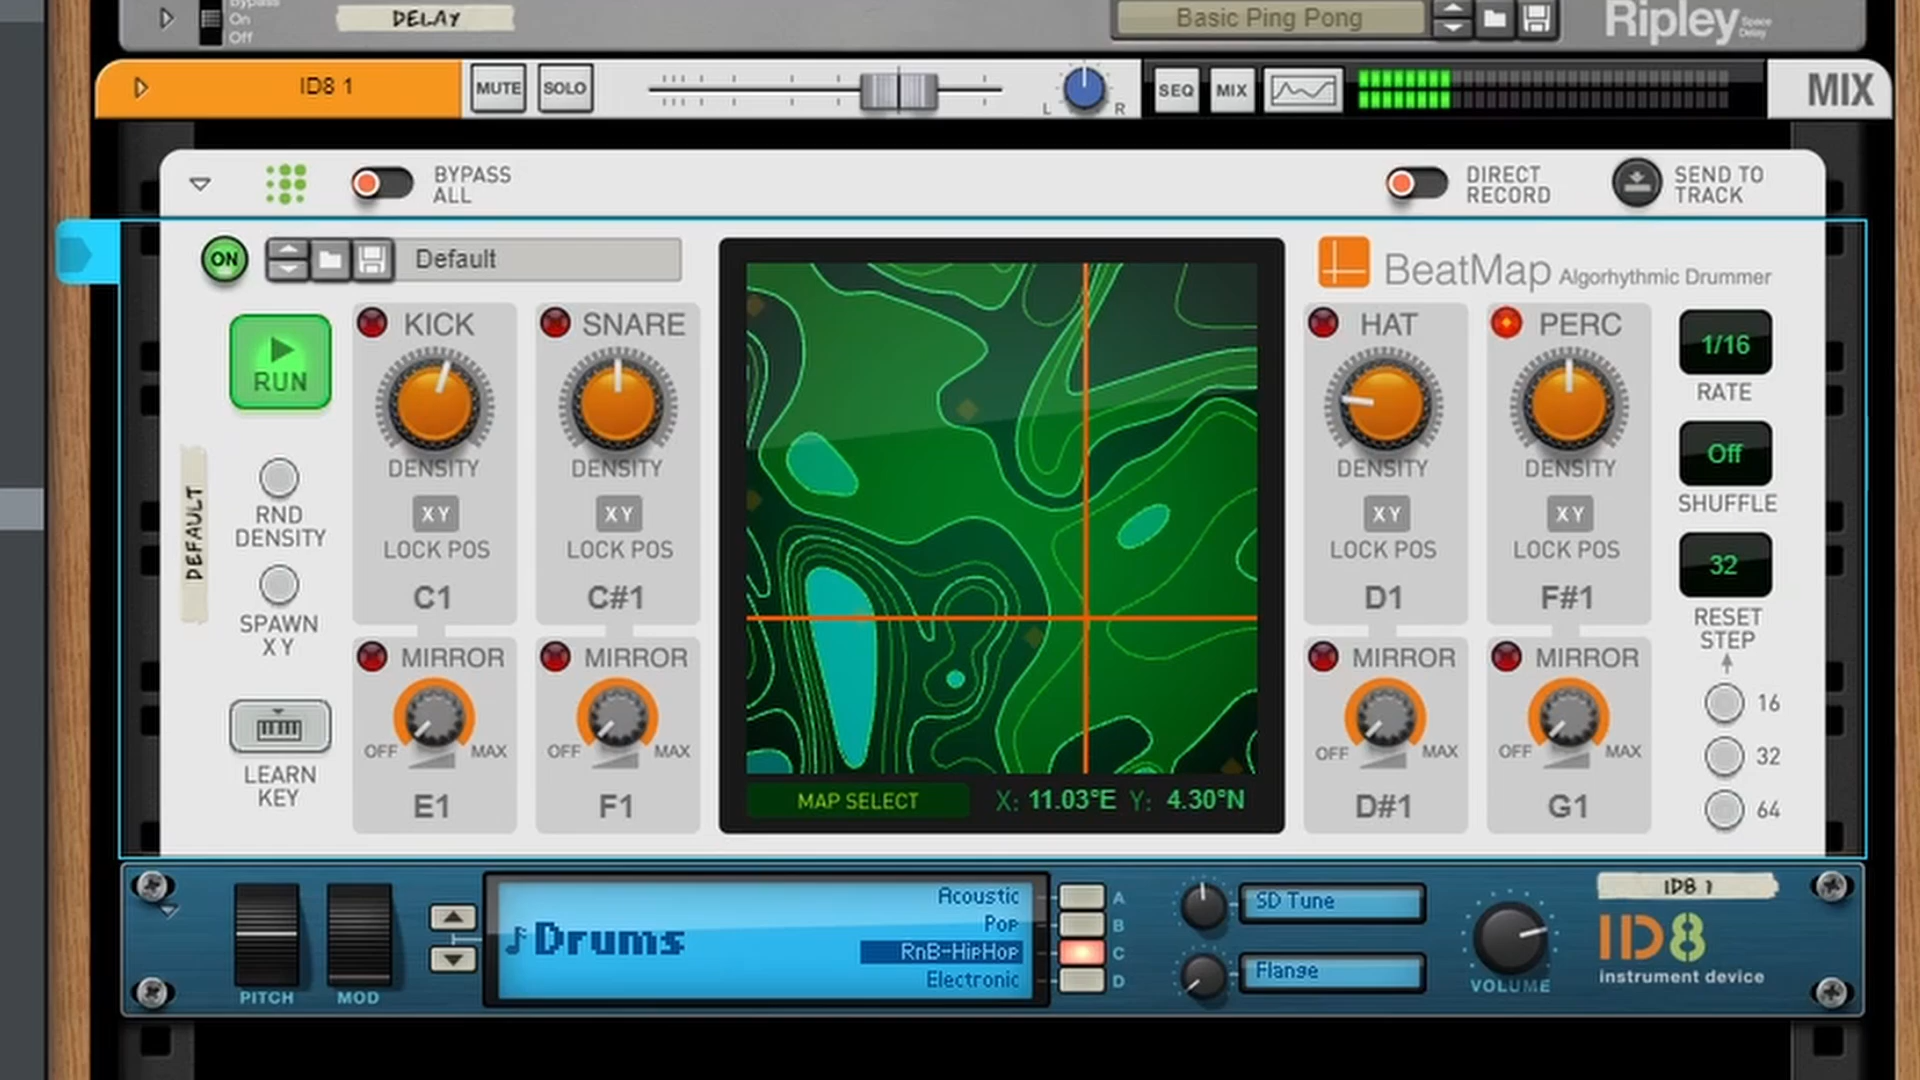 Bypass
On
Off
DELAY
Basic Ping Pong
Ripley Space Delay
ID8 1
MUTE
SOLO
L
R
SEQ
MIX
MIX
BYPASS
ALL
DIRECT
RECORD
SEND TO
TRACK
ON
Default
BeatMap Algorhythmic Drummer
RUN
KICK
SNARE
HAT
PERC
1/16
RATE
DENSITY
DENSITY
DENSITY
DENSITY
Off
SHUFFLE
DEFAULT
RND
DENSITY
XY
XY
XY
XY
LOCK POS
LOCK POS
LOCK POS
LOCK POS
32
SPAWN
X Y
C1
C#1
D1
F#1
RESET
STEP
MIRROR
MIRROR
MIRROR
MIRROR
16
32
64
OFF
MAX
OFF
MAX
OFF
MAX
OFF
MAX
LEARN
KEY
E1
F1
D#1
G1
MAP SELECT
X: 11.03°E Y: 4.30°N
PITCH
MOD
Drums
Acoustic
Pop
RnB-HipHop
Electronic
A
B
C
D
SD Tune
Flange
VOLUME
ID8 1
ID8
instrument device